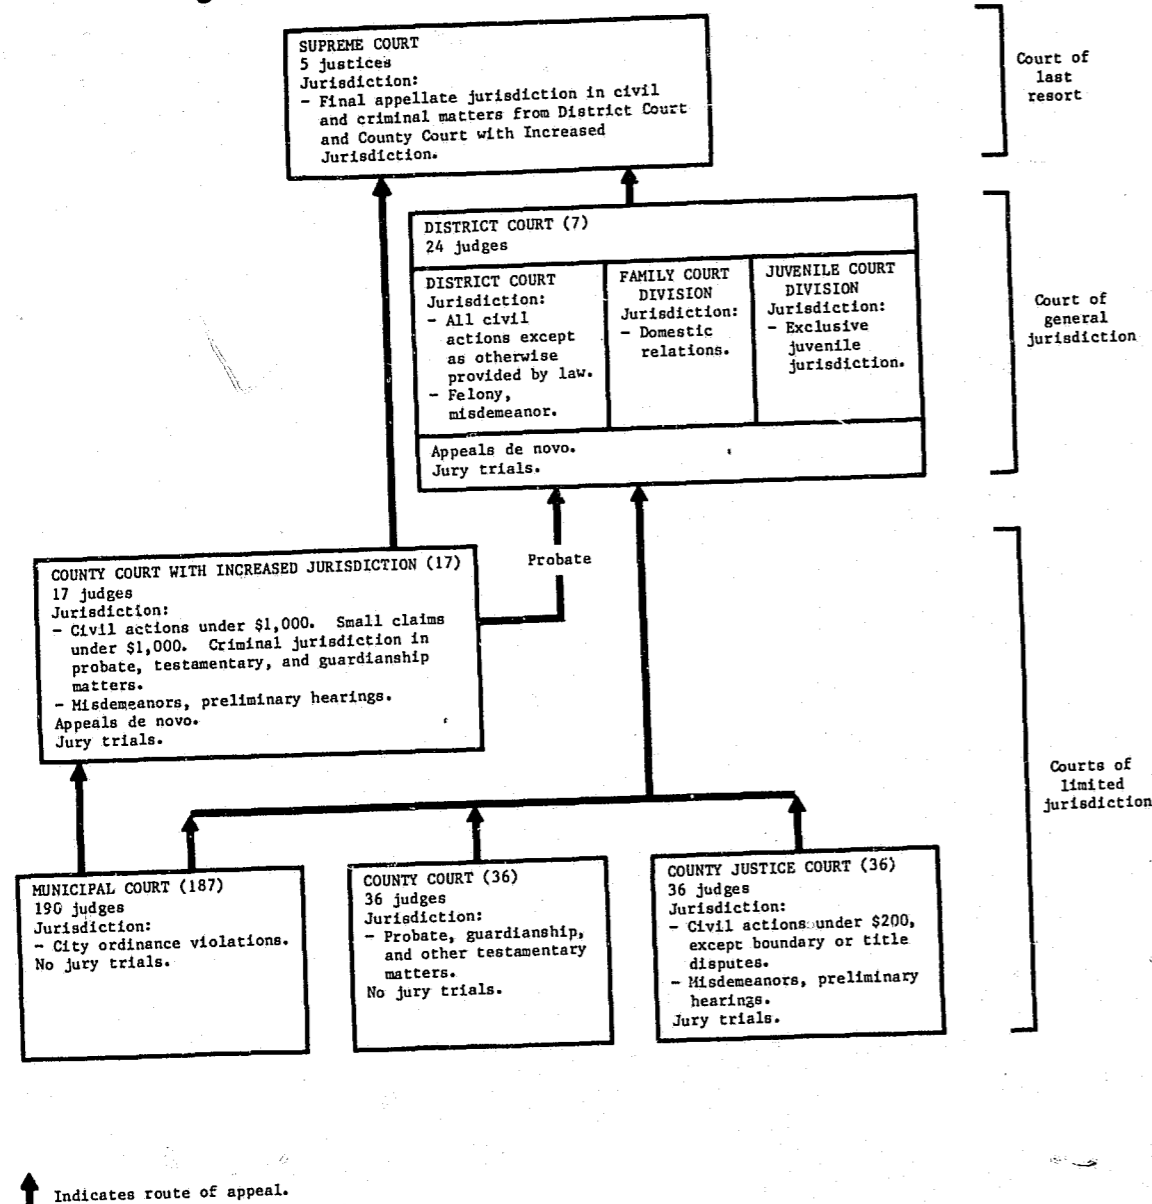 SUPREME COURT
5 justices
Jurisdiction:
- Final appellate jurisdiction in civil
and criminal matters from District Court
and County Court with Increased
Jurisdiction.
Court of
last
resort
DISTRICT COURT (7)
24 judges
DISTRICT COURT
Jurisdiction:
- All civil
actions except
as otherwise
provided by law.
- Felony,
misdemeanor.
FAMILY COURT
DIVISION
Jurisdiction:
- Domestic
relations.
JUVENILE COURT
DIVISION
Jurisdiction:
- Exclusive
juvenile
jurisdiction.
Appeals de novo.
Jury trials.
Court of
general
jurisdiction
Probate
COUNTY COURT WITH INCREASED JURISDICTION (17)
17 judges
Jurisdiction:
- Civil actions under $1,000. Small claims
under $1,000. Criminal jurisdiction in
probate, testamentary, and guardianship
matters.
- Misdemeanors, preliminary hearings.
Appeals de novo.
Jury trials.
Courts of
limited
jurisdiction
MUNICIPAL COURT (187)
190 judges
Jurisdiction:
- City ordinance violations.
No jury trials.
COUNTY COURT (36)
36 judges
Jurisdiction:
- Probate, guardianship,
and other testamentary
matters.
No jury trials.
COUNTY JUSTICE COURT (36)
36 judges
Jurisdiction:
- Civil actions under $200,
except boundary or title
disputes.
- Misdemeanors, preliminary
hearings.
Jury trials.
Indicates route of appeal.